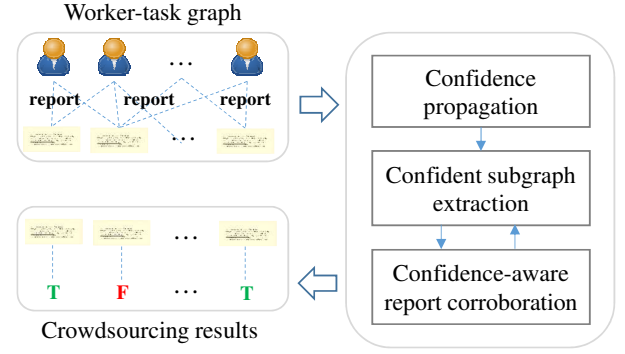 Worker-task graph
...
report report report
...
Confidence
propagation
Confident subgraph
extraction
Confidence-aware
report corroboration
...
T F ... T
Crowdsourcing results